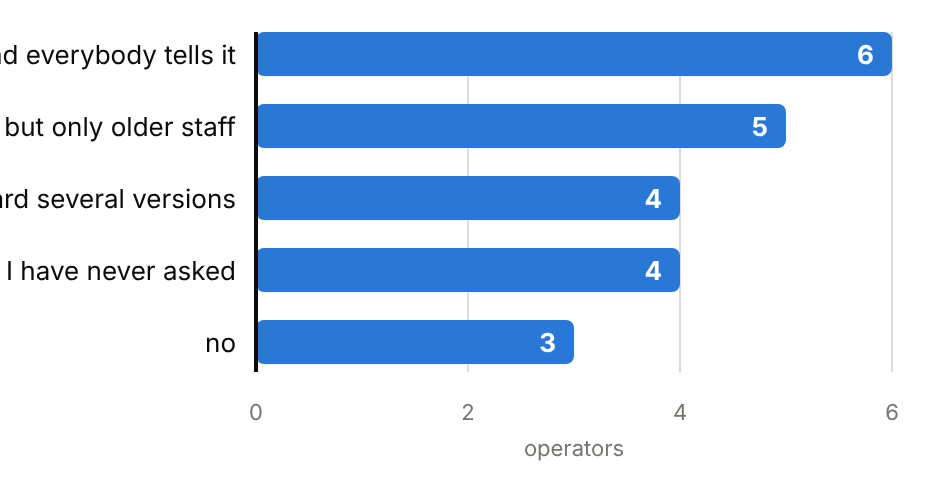 everybody tells it 6
but only older staff 5
several versions 4
I have never asked 4
no 3
0 2 4 6
operators